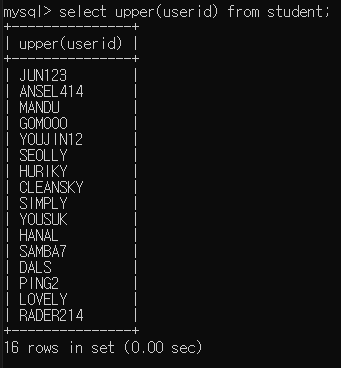 mysql> select upper(userid) from student;
+---------------+
| upper(userid) |
+---------------+
| JUN123
| ANSEL414
| MANDU
| GOMOOO
| YOUJIN12
| SEOLLY
| HURIKY
| CLEANSKY
| SIMPLY
| YOUSUK
| HANAL
| SAMBA7
| DALS
| PING2
| LOVELY
| RADER214
+---------------+
16 rows in set (0.00 sec)